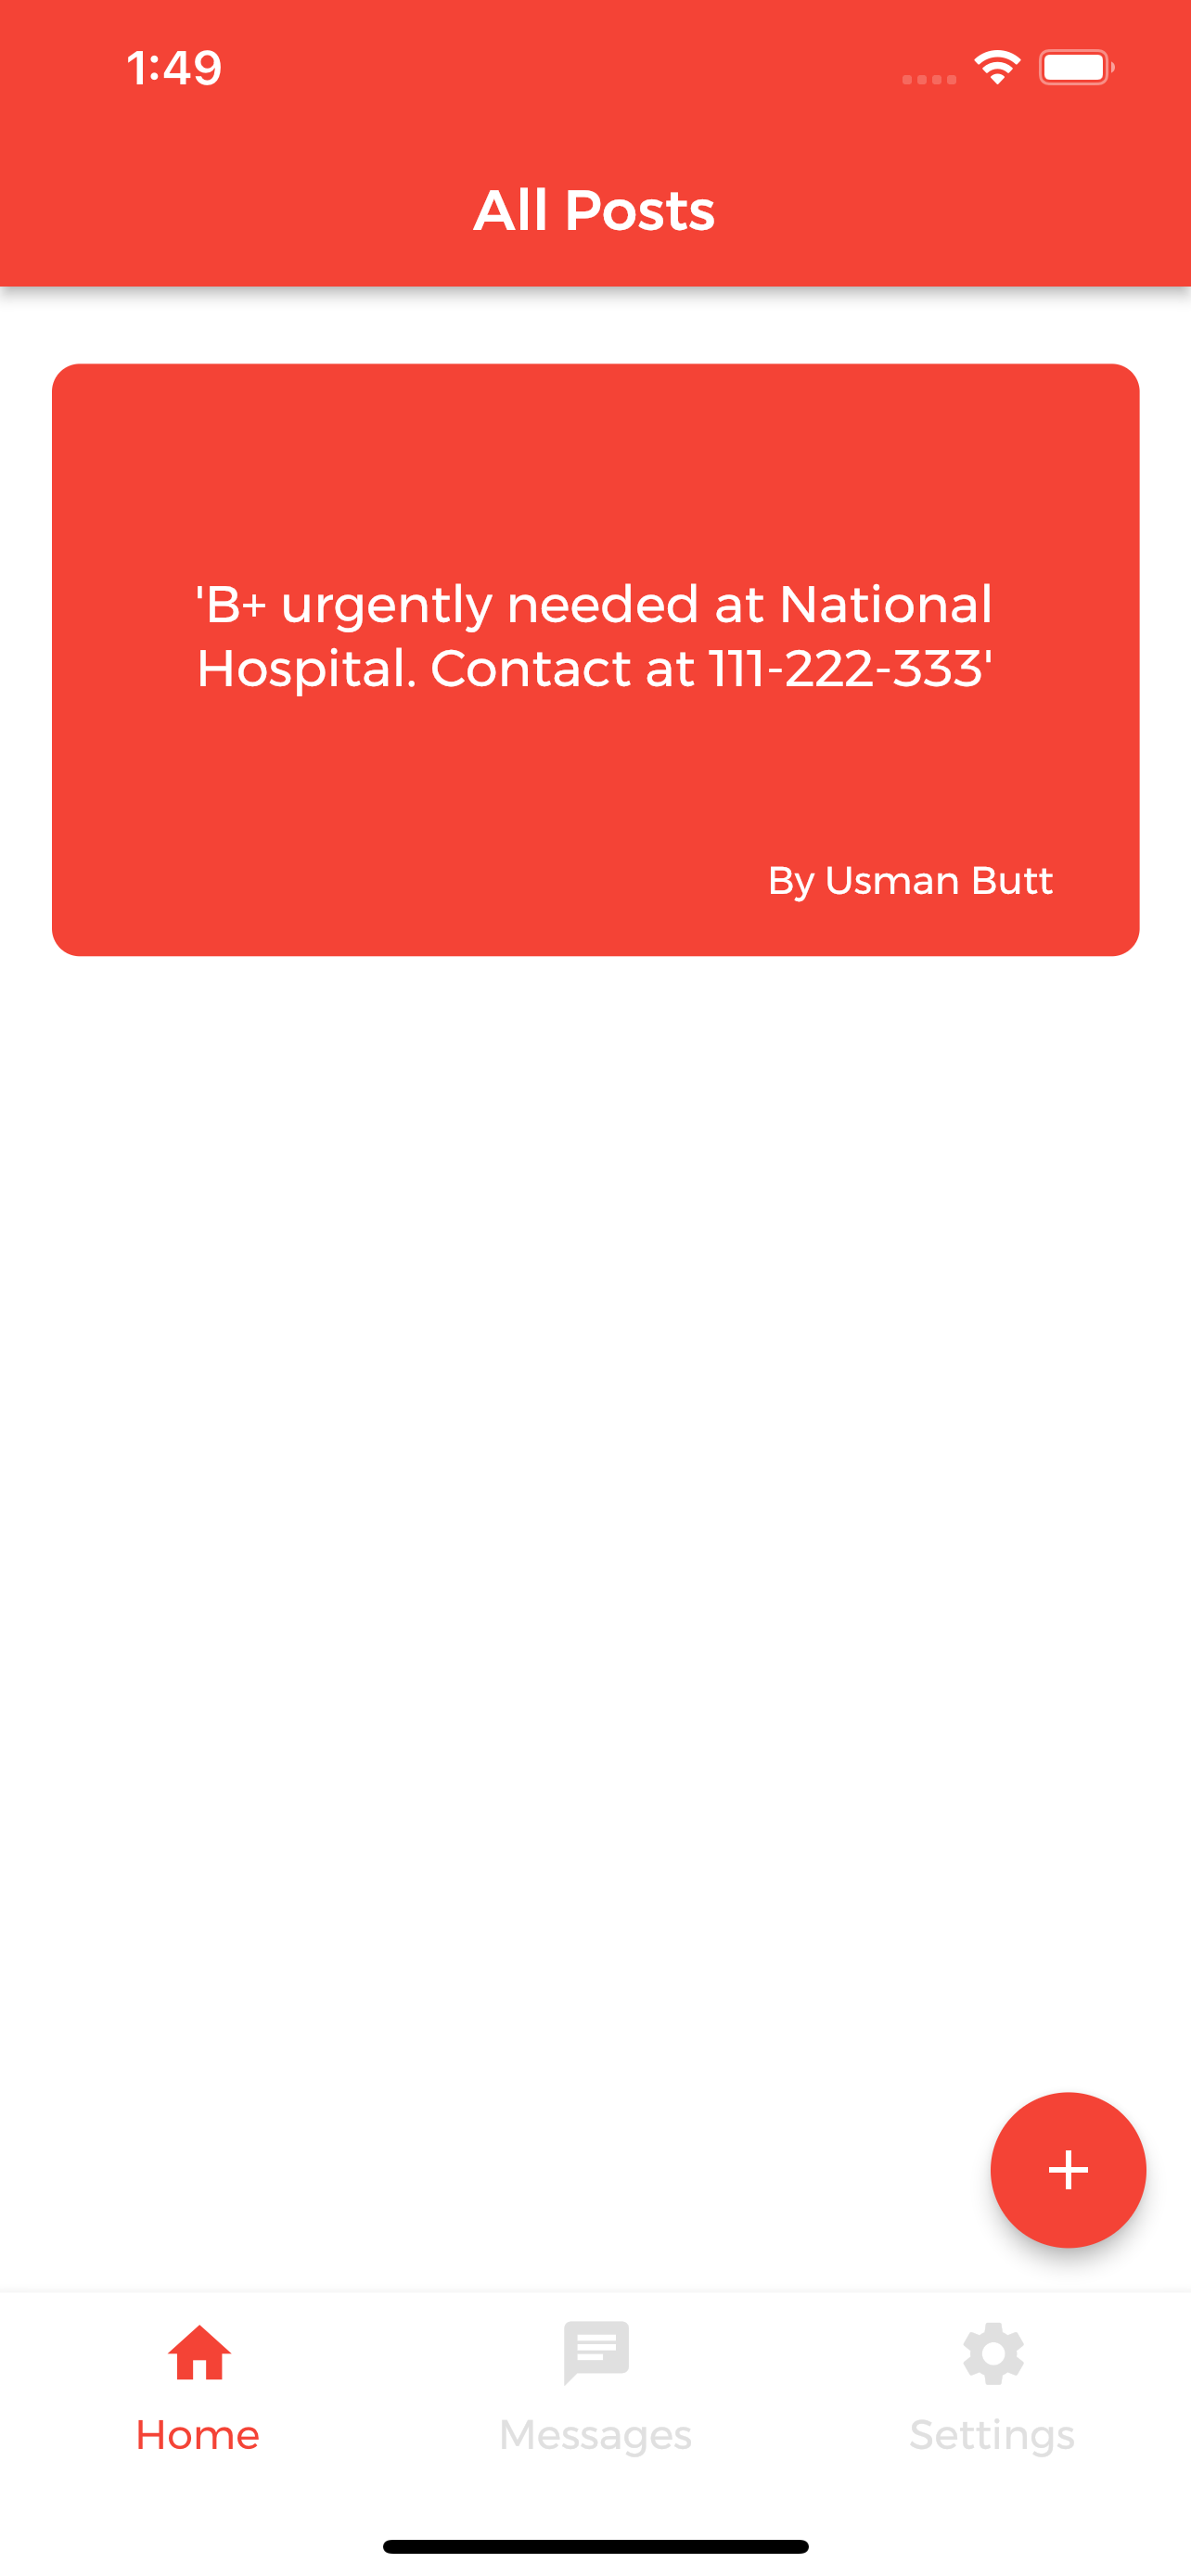 1:49
All Posts
'B+ urgently needed at National
Hospital. Contact at 111-222-333'
By Usman Butt
Home
Messages
Settings